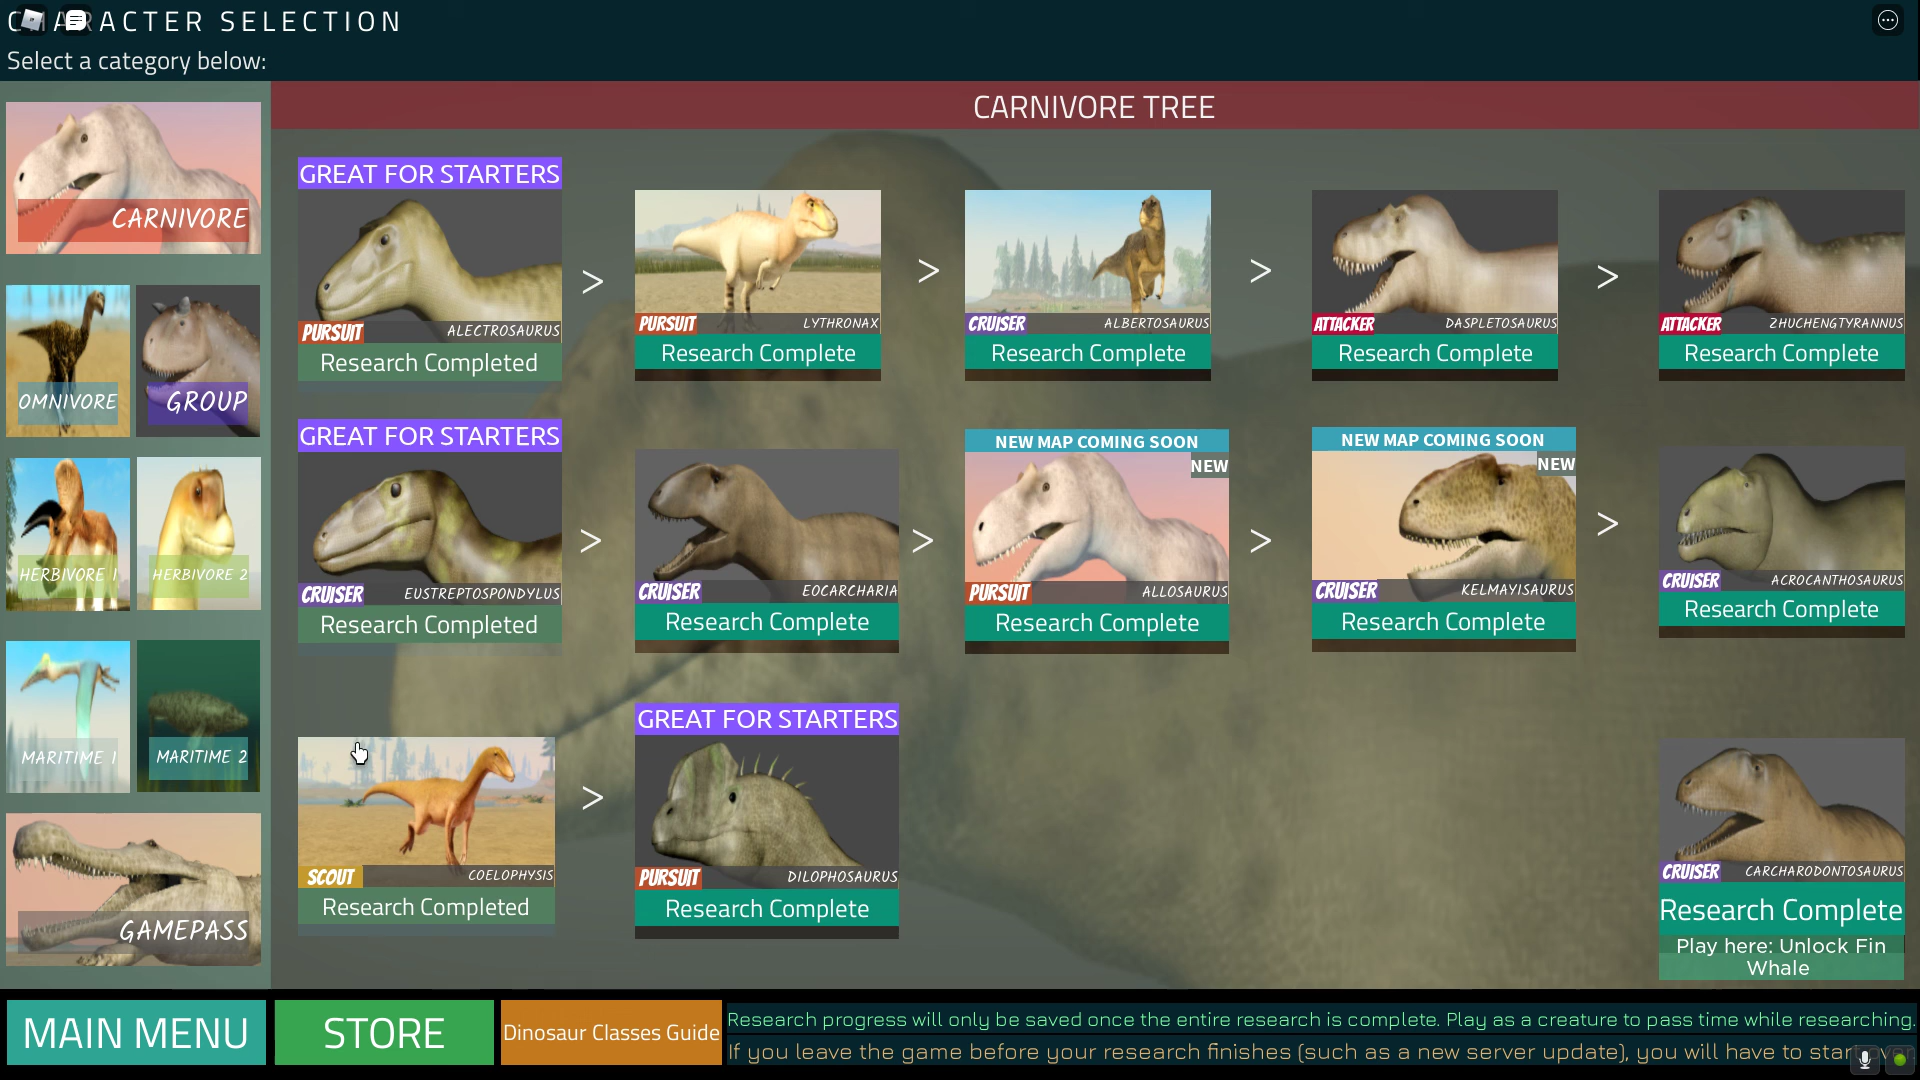 CHARACTER SELECTION
Select a category below:
CARNIVORE TREE
CARNIVORE
OMNIVORE
GROUP
HERBIVORE 1
HERBIVORE 2
MARITIME 1
MARITIME 2
GAMEPASS
GREAT FOR STARTERS
PURSUIT
ALECTROSAURUS
Research Completed
>
PURSUIT
LYTHRONAX
Research Complete
>
CRUISER
ALBERTOSAURUS
Research Complete
>
ATTACKER
DASPLETOSAURUS
Research Complete
>
ATTACKER
ZHUCHENGTYRANNUS
Research Complete
GREAT FOR STARTERS
CRUISER
EUSTREPTOSPONDYLUS
Research Completed
>
CRUISER
EOCARCHARIA
Research Complete
>
NEW MAP COMING SOON
NEW
PURSUIT
ALLOSAURUS
Research Complete
>
NEW MAP COMING SOON
NEW
CRUISER
KELMAYISAURUS
Research Complete
>
CRUISER
ACROCANTHOSAURUS
Research Complete
SCOUT
COELOPHYSIS
Research Completed
>
GREAT FOR STARTERS
PURSUIT
DILOPHOSAURUS
Research Complete
CRUISER
CARCHARODONTOSAURUS
Research Complete
Play here: Unlock Fin
Whale
MAIN MENU
STORE
Dinosaur Classes Guide
Research progress will only be saved once the entire research is complete. Play as a creature to pass time while researching.
If you leave the game before your research finishes (such as a new server update), you will have to start over.